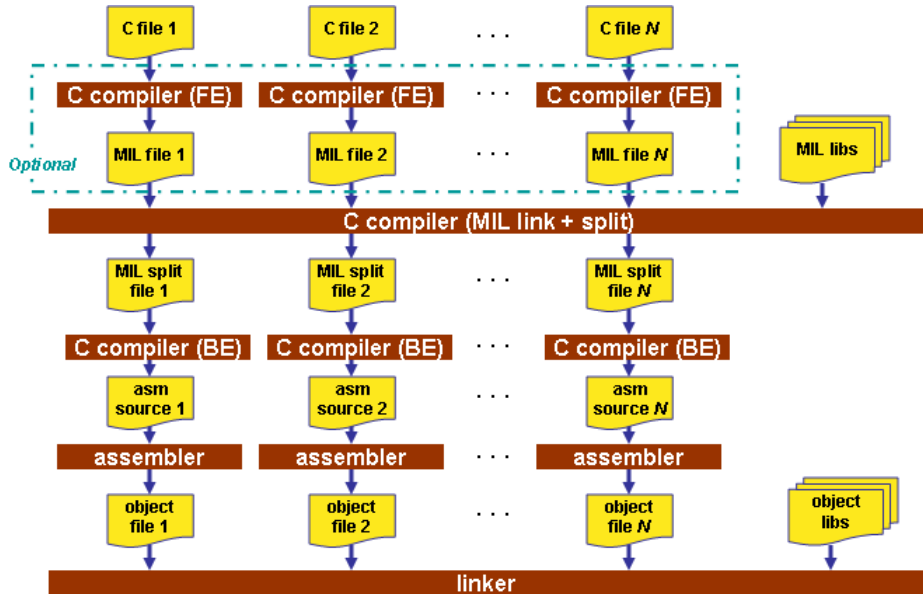 C file 1
C file 2
. . .
C file N
C compiler (FE)
C compiler (FE)
. . .
C compiler (FE)
Optional
MIL file 1
MIL file 2
. . .
MIL file N
MIL libs
C compiler (MIL link + split)
MIL split
file 1
MIL split
file 2
. . .
MIL split
file N
C compiler (BE)
C compiler (BE)
. . .
C compiler (BE)
asm
source 1
asm
source 2
. . .
asm
source N
assembler
assembler
. . .
assembler
object
file 1
object
file 2
. . .
object
file N
object
libs
linker